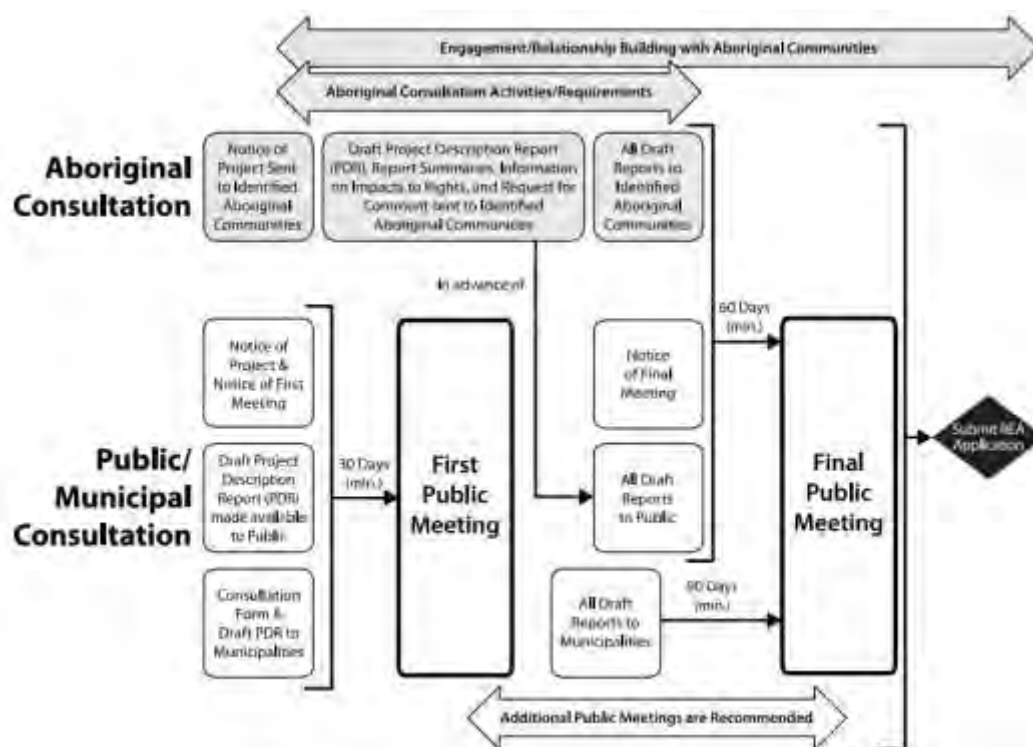 Engagement/Relationship Building with Aboriginal Communities
Aboriginal Consultation Activities/Requirements
Aboriginal
Consultation
Notice of
Project Sent
to Identified
Aboriginal
Communities
Draft Project Description Report
(PDR), Report Summaries, Information
on Impacts to Rights, and Request for
Comment sent to Identified
Aboriginal Communities
All Draft
Reports to
Identified
Aboriginal
Communities
In advance of
60 Days
(min.)
Notice of
Project &
Notice of First
Meeting
Notice
of Final
Meeting
Public/
Municipal
Consultation
Draft Project
Description
Report (PDR)
made available
to Public
30 Days
(min.)
First
Public
Meeting
All Draft
Reports
to Public
Final
Public
Meeting
Submit REA
Application
Consultation
Form &
Draft PDR to
Municipalities
All Draft
Reports to
Municipalities
90 Days
(min.)
Additional Public Meetings are Recommended